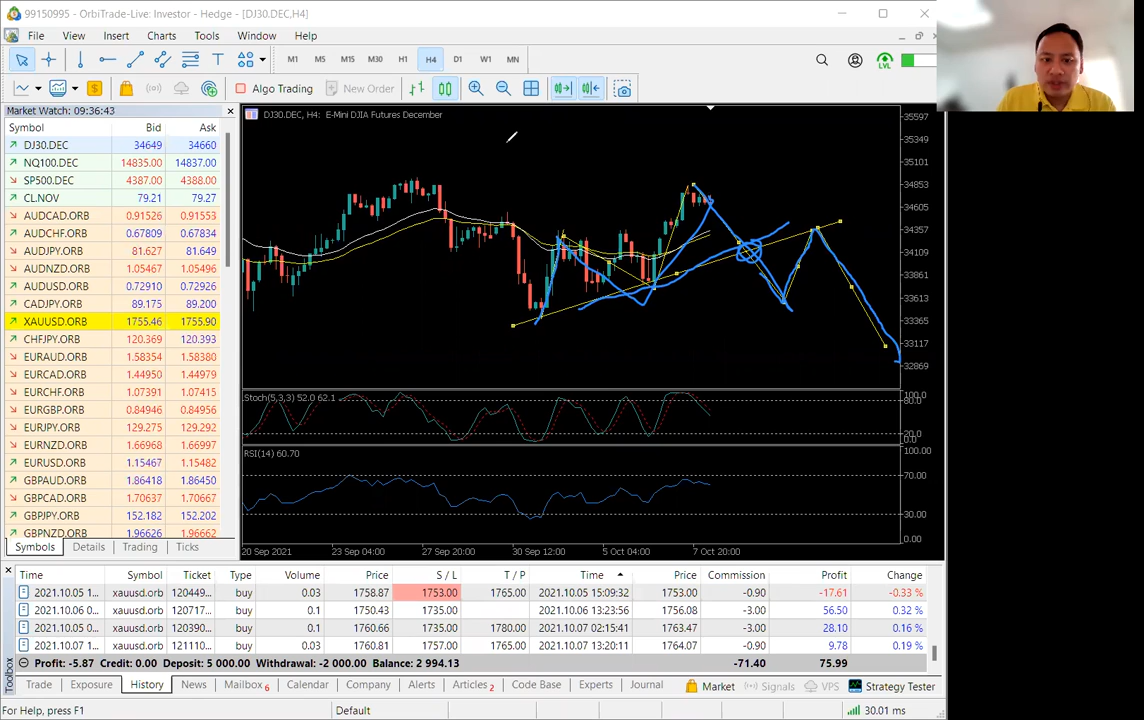 99150995 - OrbiTrade-Live: Investor - Hedge - [DJ30.DEC,H4]
File View Insert Charts Tools Window Help
M1 M5 M15 M30 H1 H4 D1 W1 MN LVL
Algo Trading New Order
Market Watch: 09:36:43
Symbol Bid Ask
DJ30.DEC 34649 34660
NQ100.DEC 14835.00 14837.00
SP500.DEC 4387.00 4388.00
CL.NOV 79.21 79.27
AUDCAD.ORB 0.91526 0.91553
AUDCHF.ORB 0.67834 0.67834
AUDJPY.ORB 81.627 81.649
AUDNZD.ORB 1.05467 1.05496
AUDUSD.ORB 0.72910 0.72926
CADJPY.ORB 89.175 89.200
XAUUSD.ORB 1755.46 1755.90
CHFJPY.ORB 120.369 120.393
EURAUD.ORB 1.58354 1.58380
EURCAD.ORB 1.44950 1.44979
EURCHF.ORB 1.07391 1.07415
EURGBP.ORB 0.84946 0.84956
EURJPY.ORB 129.275 129.292
EURNZD.ORB 1.66968 1.66997
EURUSD.ORB 1.15467 1.15482
GBPAUD.ORB 1.86418 1.86450
GBPCAD.ORB 1.70637 1.70667
GBPJPY.ORB 152.182 152.202
GBPNZD.ORB 1.96626 1.96662
Symbols Details Trading Ticks
DJ30.DEC, H4: E-Mini DJIA Futures December
35597
35349
35101
34853
34605
34357
34109
33861
33613
33365
33117
32869
Stoch(5,3,3) 52.0 62.1
100.0
80.0
20.0
0.0
RSI(14) 60.70
100.00
70.00
30.00
0.00
20 Sep 2021 23 Sep 04:00 27 Sep 20:00 30 Sep 12:00 5 Oct 04:00 7 Oct 20:00
Time Symbol Ticket Type Volume Price S / L T / P Time Price Commission Profit Change
2021.10.05 1... xauusd.orb 120449... buy 0.03 1758.87 1753.00 1765.00 2021.10.05 15:09:32 1753.00 -0.90 -17.61 -0.33 %
2021.10.06 0... xauusd.orb 120717... buy 0.1 1750.43 1735.00 2021.10.06 13:23:56 1756.08 -3.00 56.50 0.32 %
2021.10.05 0... xauusd.orb 120390... buy 0.1 1760.66 1735.00 1780.00 2021.10.07 02:15:41 1763.47 -3.00 28.10 0.16 %
2021.10.07 1... xauusd.orb 121110... buy 0.03 1760.81 1757.00 1765.00 2021.10.07 13:20:11 1764.07 -0.90 9.78 0.19 %
Profit: -5.87 Credit: 0.00 Deposit: 5 000.00 Withdrawal: -2 000.00 Balance: 2 994.13 -71.40 75.99
Toolbox
Trade Exposure History News Mailbox 6 Calendar Company Alerts Articles 2 Code Base Experts Journal Market Signals VPS Strategy Tester
For Help, press F1 Default 30.01 ms